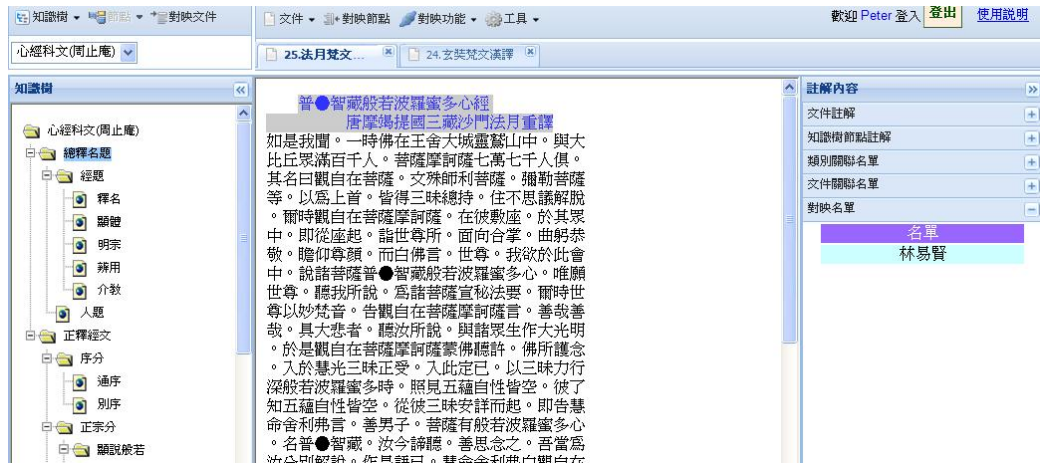 知識樹 節點 對映文件
文件 對映節點 對映功能 工具
歡迎 Peter 登入 登出 使用說明
心經科文(周止庵)
25.法月梵文...
24.玄奘梵文漢譯
知識樹
心經科文(周止庵)
總釋名題
經題
釋名
顯體
明宗
辨用
介教
人題
正釋經文
序分
通序
別序
正宗分
顯說般若
普●智藏般若波羅蜜多心經
唐摩竭提國三藏沙門法月重譯
如是我聞。一時佛在王舍大城靈鷲山中。與大
比丘眾滿百千人。菩薩摩訶薩七萬七千人俱。
其名曰觀自在菩薩。文殊師利菩薩。彌勒菩薩
等。以為上首。皆得三昧總持。住不思議解脫
。爾時觀自在菩薩摩訶薩。在彼敷座。於其眾
中。即從座起。詣世尊所。面向合掌。曲躬恭
敬。瞻仰尊顏。而白佛言。世尊。我欲於此會
中。說諸菩薩普●智藏般若波羅蜜多心。唯願
世尊。聽我所說。為諸菩薩宣秘法要。爾時世
尊以妙梵音。告觀自在菩薩摩訶薩言。善哉善
哉。具大悲者。聽汝所說。與諸眾生作大光明
。於是觀自在菩薩摩訶薩蒙佛聽許。佛所護念
。入於慧光三昧正受。入此定已。以三昧力行
深般若波羅蜜多時。照見五蘊自性皆空。彼了
知五蘊自性皆空。從彼三昧安詳而起。即告慧
命舍利弗言。善男子。菩薩有般若波羅蜜多心
。名普●智藏。汝今諦聽。善思念之。吾當為
汝分別解說。作是語已。慧命舍利弗白觀自在
註解內容
文件註解
知識樹節點註解
類別關聯名單
文件關聯名單
對映名單
名單
林易賢